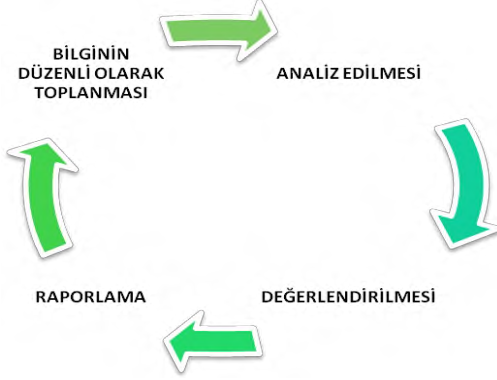 BİLGİNİN
DÜZENLİ OLARAK
TOPLANMASI
ANALİZ EDİLMESİ
DEĞERLENDİRİLMESİ
RAPORLAMA